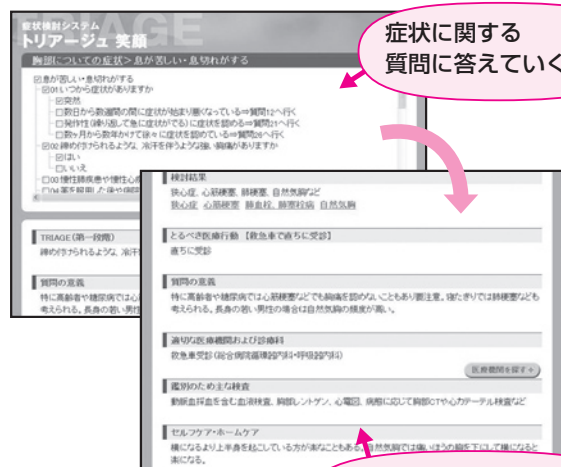 症状検討システム
トリアージュ 笑顔
胸部についての症状>息が苦しい・息切れがする
息が苦しい・息切れがする
01いつから症状がありますか
突然
数日から数週間の間に症状が始まり悪くなっている⇒質問12へ行く
発作性(繰り返して急に症状がでる)に症状を認める⇒質問21へ行く
数ヶ月から数年かけて徐々に症状を認めている⇒質問26へ行く
02 締め付けられるような、冷汗を伴うような強い胸痛がありますか
はい
いいえ
TRIAGE(第一段階)
締め付けられるような、冷汗
質問の意義
特に高齢者や糖尿病では心
考えられる。長身の若い男性
症状に関する
質問に答えていく
検討結果
狭心症、心筋梗塞、肺梗塞、自然気胸など
狭心症 心筋梗塞 肺血栓、肺塞栓病 自然気胸
とるべき医療行動 【救急車で直ちに受診】
直ちに受診
質問の意義
特に高齢者や糖尿病では心筋梗塞などでも胸痛を認めないこともあり要注意。寝たきりでは肺梗塞なども
考えられる。長身の若い男性の場合は自然気胸の頻度が高い。
適切な医療機関および診療科
救急車受診(総合病院循環器内科・呼吸器内科)
医療機関を探す
鑑別のため主な検査
動脈血採血を含む血液検査、胸部レントゲン、心電図、病態に応じて胸部CTや心カテーテル検査など
セルフケア・ホームケア
横になるより上半身を起こしている方が楽なこともある。自然気胸では痛いほうの胸を下にして横になると
楽になる。